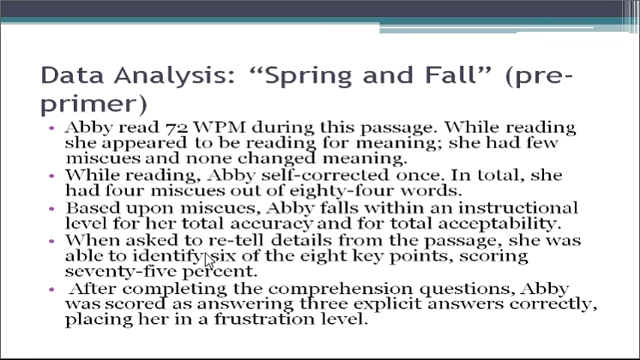 Data Analysis: “Spring and Fall” (pre-
primer)
• Abby read 72 WPM during this passage. While reading
she appeared to be reading for meaning; she had few
miscues and none changed meaning.
• While reading, Abby self-corrected once. In total, she
had four miscues out of eighty-four words.
• Based upon miscues, Abby falls within an instructional
level for her total accuracy and for total acceptability.
• When asked to re-tell details from the passage, she was
able to identify six of the eight key points, scoring
seventy-five percent.
• After completing the comprehension questions, Abby
was scored as answering three explicit answers correctly,
placing her in a frustration level.